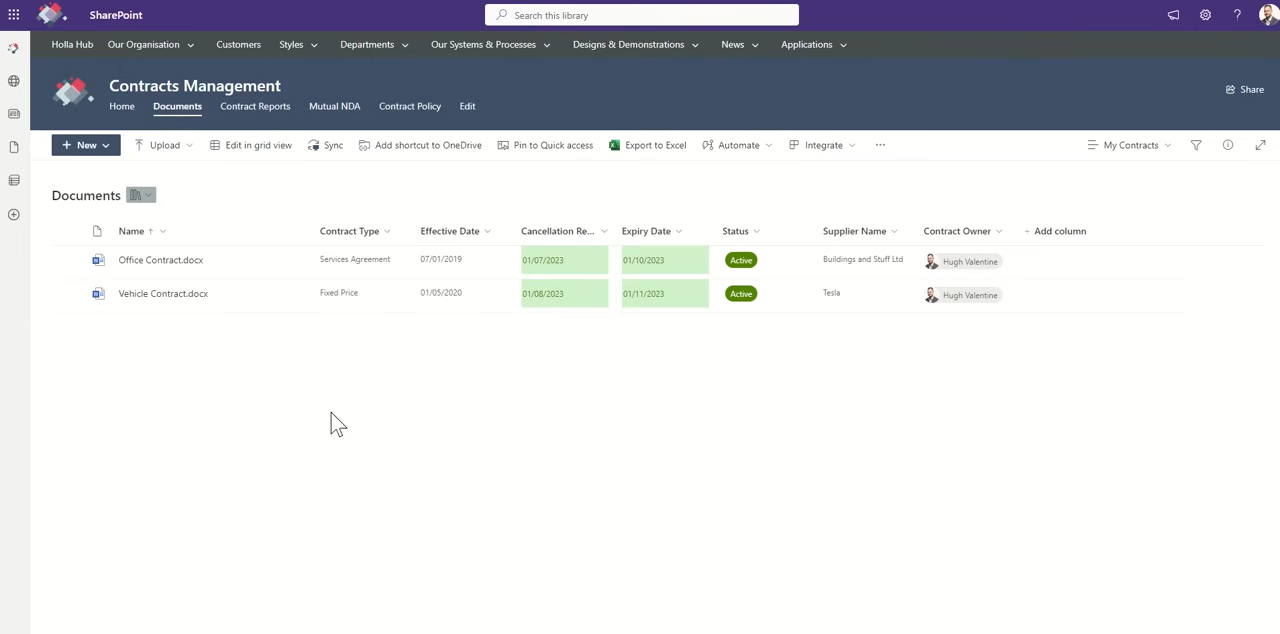 SharePoint
Search this library
Holla Hub Our Organisation Customers Styles Departments Our Systems & Processes Designs & Demonstrations News Applications
Contracts Management
Home Documents Contract Reports Mutual NDA Contract Policy Edit
Share
New Upload Edit in grid view Sync Add shortcut to OneDrive Pin to Quick access Export to Excel Automate Integrate ... My Contracts
Documents
Name Contract Type Effective Date Cancellation Re... Expiry Date Status Supplier Name Contract Owner + Add column
Office Contract.docx Services Agreement 07/01/2019 01/07/2023 01/10/2023 Active Buildings and Stuff Ltd Hugh Valentine
Vehicle Contract.docx Fixed Price 01/05/2020 01/08/2023 01/11/2023 Active Tesla Hugh Valentine